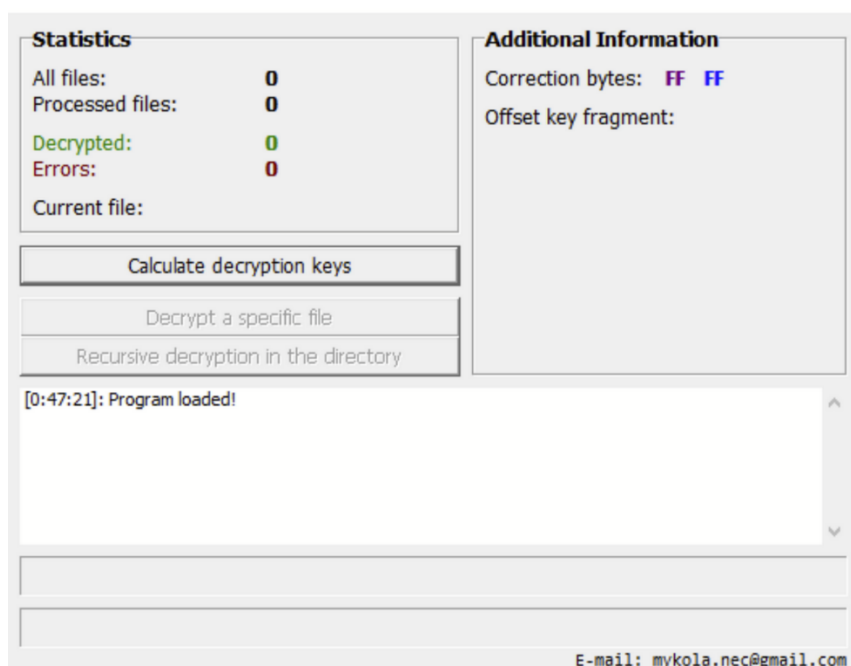 Statistics
All files: 0
Processed files: 0
Decrypted: 0
Errors: 0
Current file:
Additional Information
Correction bytes: FF FF
Offset key fragment:
Calculate decryption keys
Decrypt a specific file
Recursive decryption in the directory
[0:47:21]: Program loaded!
E-mail: mykola.nec@gmail.com